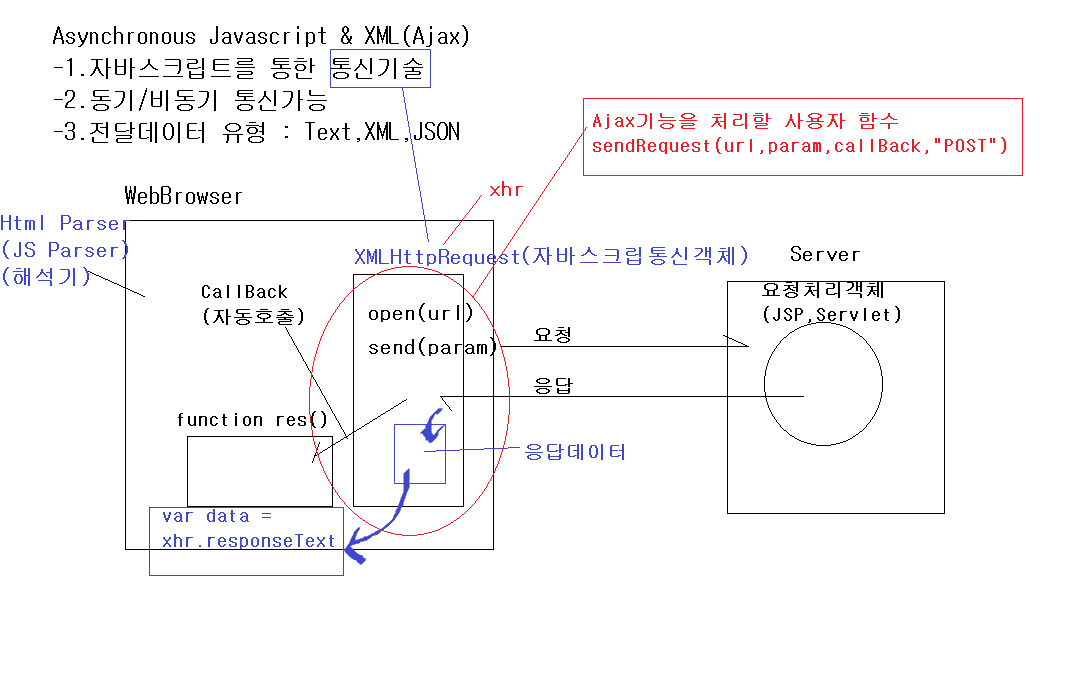 Asynchronous Javascript & XML(Ajax)
-1.자바스크립트를 통한 통신기술
-2.동기/비동기 통신가능
-3.전달데이터 유형 : Text,XML,JSON
Ajax기능을 처리할 사용자 함수
sendRequest(url,param,callBack,"POST")
WebBrowser
xhr
Html Parser
(JS Parser)
(해석기)
XMLHttpRequest(자바스크립통신객체)
Server
CallBack
(자동호출)
open(url)
send(param)
요청
요청처리객체
(JSP,Servlet)
응답
function res()
응답데이터
var data =
xhr.responseText